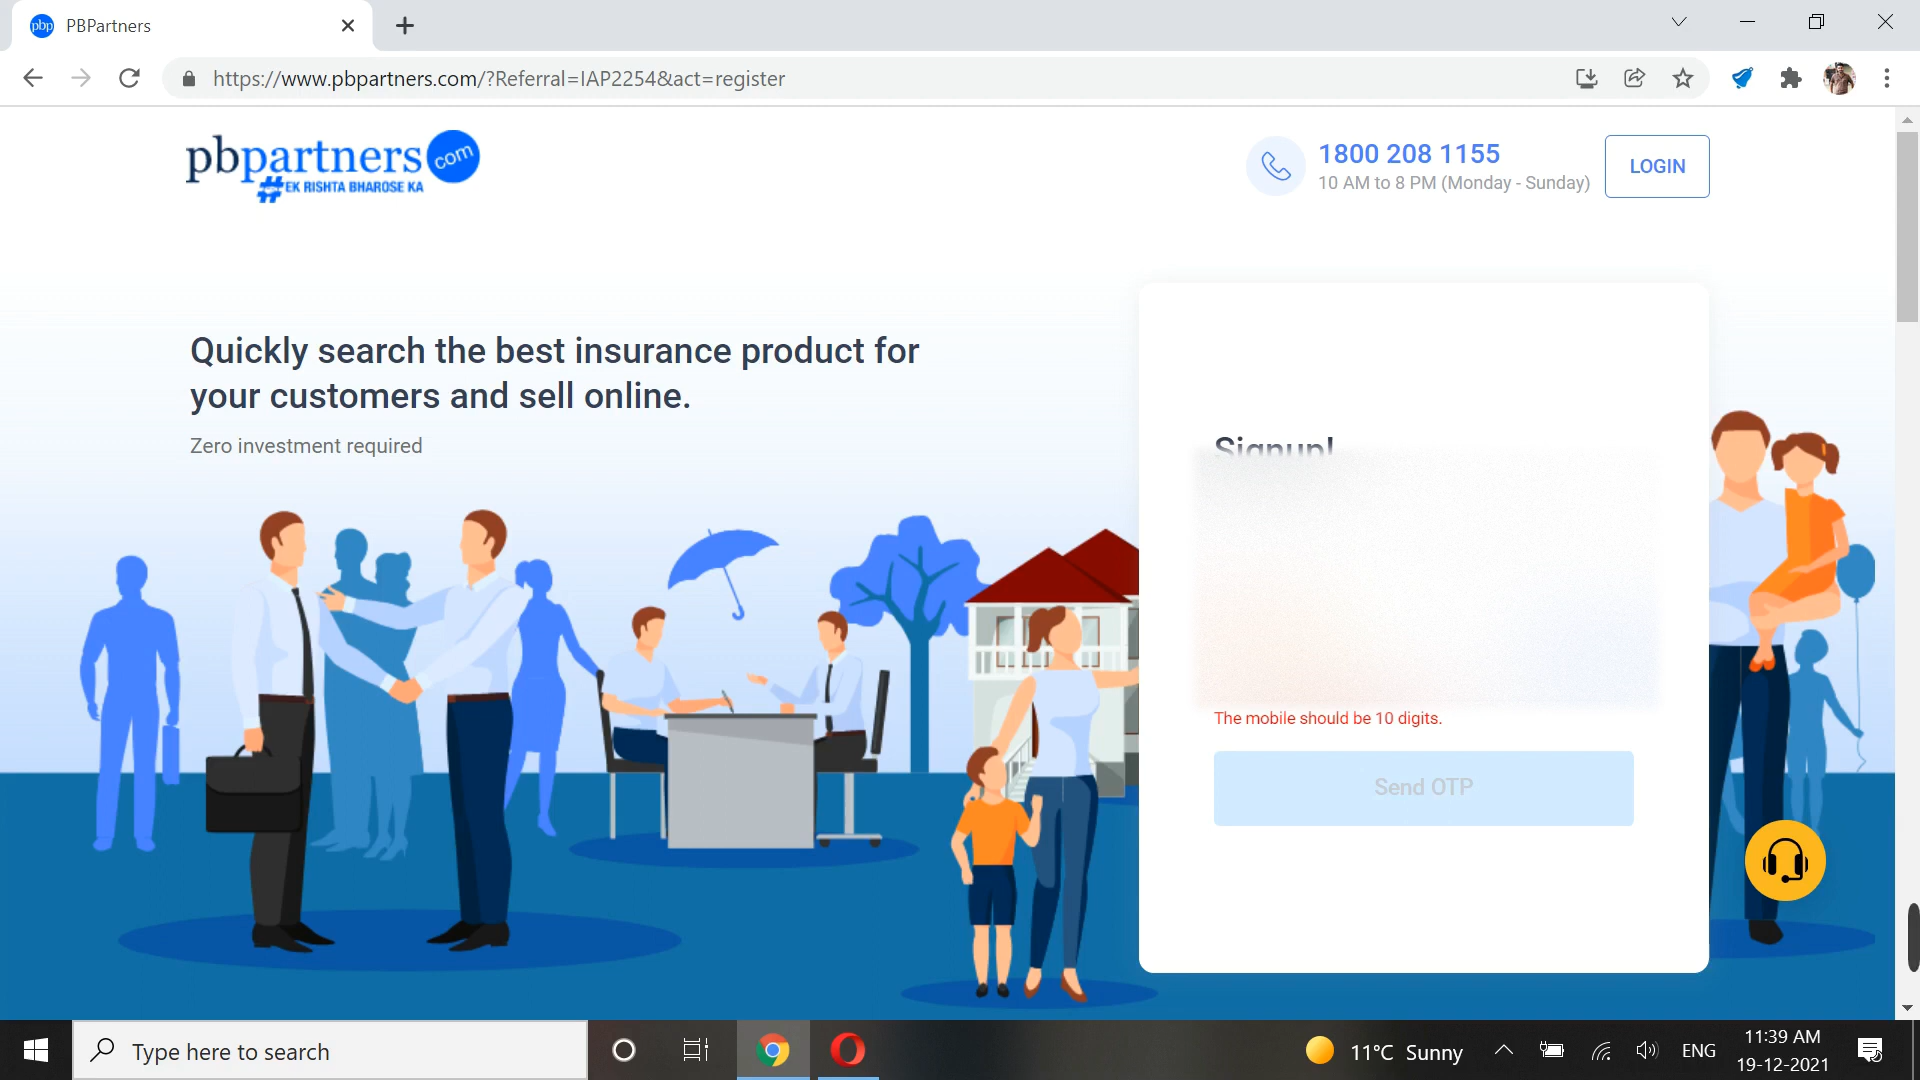 pbp PBPartners
https://www.pbpartners.com/?Referral=IAP2254&act=register
pbpartners com
#EK RISHTA BHAROSE KA
1800 208 1155
10 AM to 8 PM (Monday - Sunday)
LOGIN
Quickly search the best insurance product for
your customers and sell online.
Zero investment required
Signup!
The mobile should be 10 digits.
Send OTP
Type here to search
11°C Sunny
ENG
11:39 AM
19-12-2021